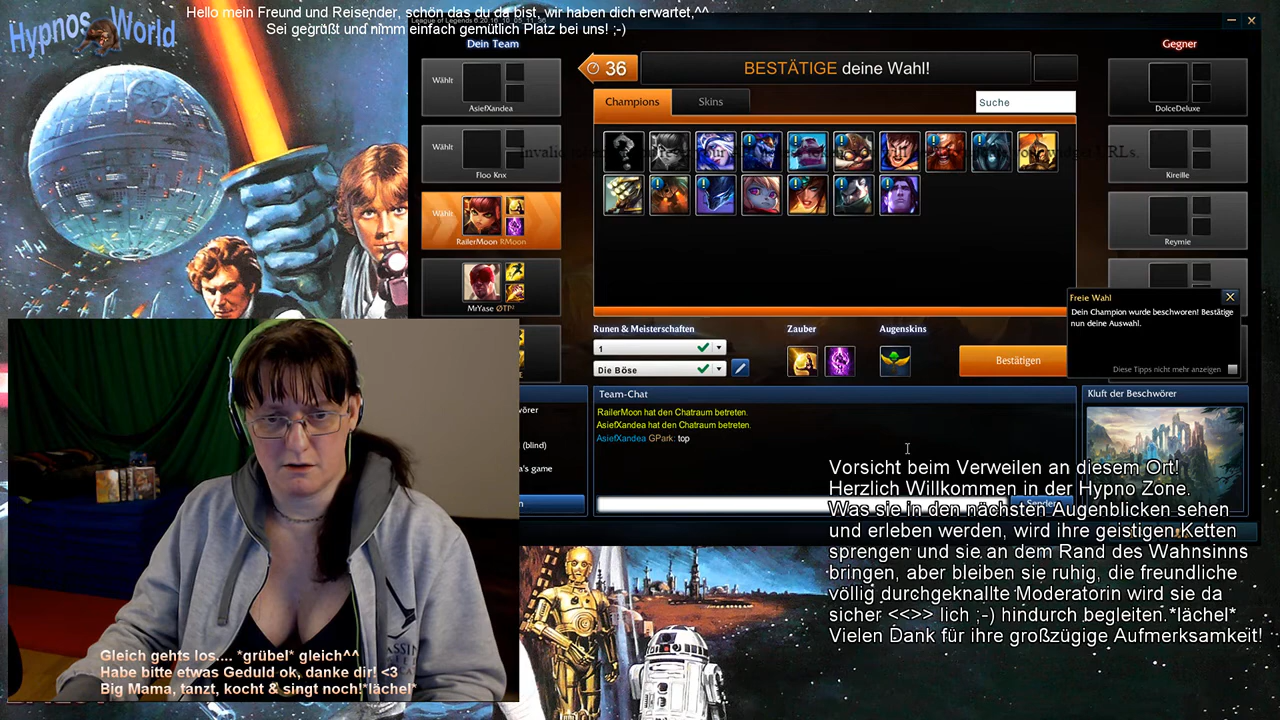 Hypnos World
Hello mein Freund und Reisender, schön das du da bist, wir haben dich erwartet,^^
Sei gegrüßt und nimm einfach gemütlich Platz bei uns! ;-)
Dein Team
Gegner
36
BESTÄTIGE deine Wahl!
Champions
Skins
Suche
Wählt
AsiefXandea
Wählt
Floo Knx
Wählt
RailerMoon RMoon
MrYase
DolceDeluxe
Kireille
Reymie
Freie Wahl
Dein Champion wurde beschworen! Bestätige
nun deine Auswahl.
Diese Tipps nicht mehr anzeigen
Runen & Meisterschaften
1
Die Böse
Zauber
Augenskins
Bestätigen
Team-Chat
RailerMoon hat den Chatraum betreten.
AsiefXandea hat den Chatraum betreten.
AsiefXandea GPark: top
Kluft der Beschwörer
(blind)
's game
Vorsicht beim Verweilen an diesem Ort!
Herzlich Willkommen in der Hypno Zone.
Was sie in den nächsten Augenblicken sehen
und erleben werden, wird ihre geistigen Ketten
sprengen und sie an dem Rand des Wahnsinns
bringen, aber bleiben sie ruhig, die freundliche
völlig durchgeknallte Moderatorin wird sie da
sicher <<>> lich ;-) hindurch begleiten.*lächel*
Vielen Dank für ihre großzügige Aufmerksamkeit!
Gleich gehts los.... *grübel* gleich^^
Habe bitte etwas Geduld ok, danke dir! <3
Big Mama, tanzt, kocht & singt noch!*lächel*